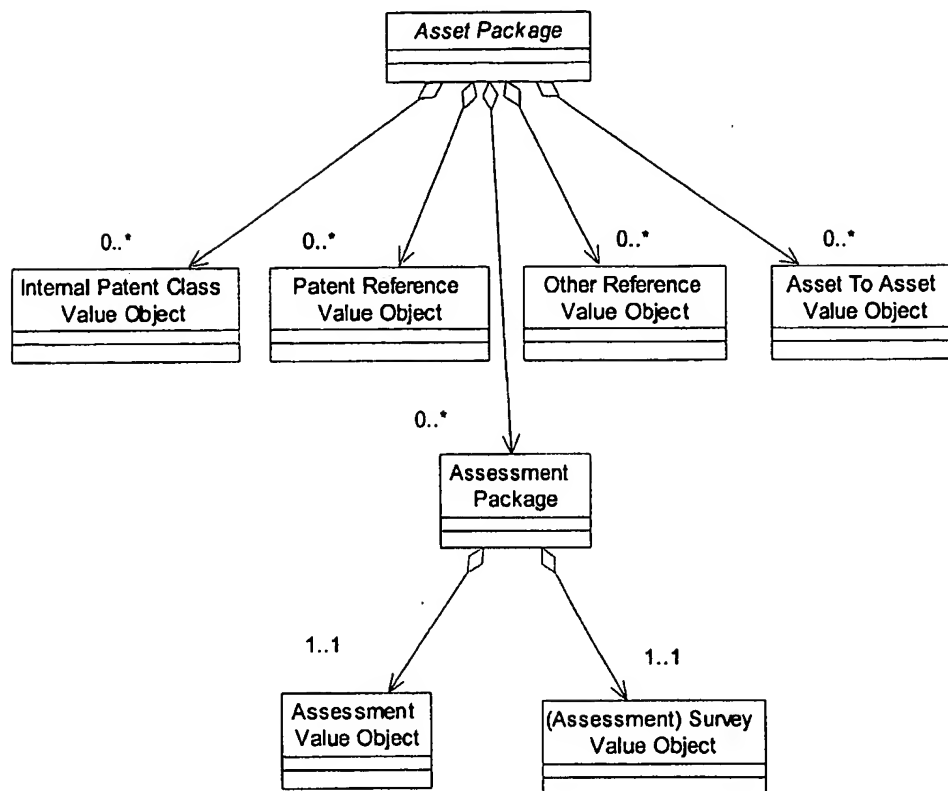 Asset Package
0..*
0..*
0..*
0..*
Internal Patent Class
Value Object
Patent Reference
Value Object
Other Reference
Value Object
Asset To Asset
Value Object
0..*
Assessment
Package
1..1
1..1
Assessment
Value Object
(Assessment) Survey
Value Object